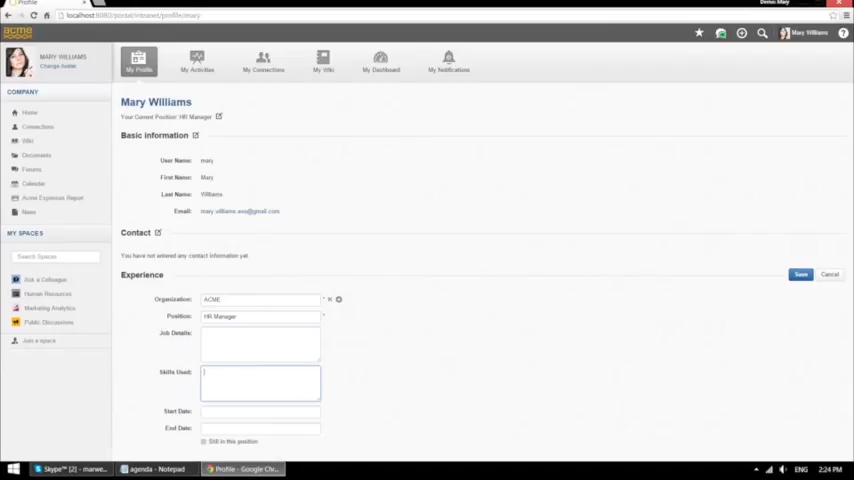 Profile
Demo: Mary
localhost:8080/portal/intranet/profile/mary
acme
Mary Williams
MARY WILLIAMS
Change Avatar
My Profile
My Activities
My Connections
My Wiki
My Dashboard
My Notifications
COMPANY
Home
Connections
Wiki
Documents
Forums
Calendar
Acme Expenses Report
News
MY SPACES
Search Spaces
Ask a Colleague
Human Resources
Marketing Analytics
Public Discussions
Join a space
Mary Williams
Your Current Position: HR Manager
Basic information
User Name: mary
First Name: Mary
Last Name: Williams
Email: mary.williams.exo@gmail.com
Contact
You have not entered any contact information yet.
Experience
Save
Cancel
Organization: ACME *
Position: HR Manager *
Job Details:
Skills Used:
Start Date:
End Date:
Still in this position
Skype™ [2] - marwe...
agenda - Notepad
Profile - Google Chr...
ENG
2:24 PM